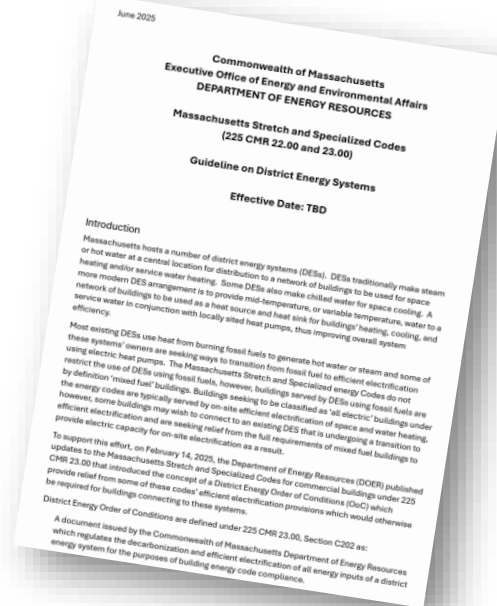 June 2025
Commonwealth of Massachusetts
Executive Office of Energy and Environmental Affairs
DEPARTMENT OF ENERGY RESOURCES
Massachusetts Stretch and Specialized Codes
(225 CMR 22.00 and 23.00)
Guideline on District Energy Systems
Effective Date: TBD
Introduction
Massachusetts hosts a number of district energy systems (DESs). DESs traditionally make steam
or hot water at a central location for distribution to a network of buildings to be used for space
heating and/or service water heating. Some DESs also make chilled water for space cooling. A
more modern DES arrangement is to provide mid-temperature, or variable temperature, water to a
network of buildings to be used as a heat source and heat sink for buildings' heating, cooling, and
service water in conjunction with locally sited heat pumps, thus improving overall system
efficiency.
Most existing DESs use heat from burning fossil fuels to generate hot water or steam and some of
these systems' owners are seeking ways to transition from fossil fuel to efficient electrification
using electric heat pumps. The Massachusetts Stretch and Specialized energy Codes do not
restrict the use of DESs using fossil fuels, however, buildings served by DESs using fossil fuels are
by definition 'mixed fuel' buildings. Buildings seeking to be classified as 'all electric' buildings under
the energy codes are typically served by on-site efficient electrification of space and water heating,
however, some buildings may wish to connect to an existing DES that is undergoing a transition to
efficient electrification and are seeking relief from the full requirements of mixed fuel buildings to
provide electric capacity for on-site electrification as a result.
To support this effort, on February 14, 2025, the Department of Energy Resources (DOER) published
updates to the Massachusetts Stretch and Specialized Codes for commercial buildings under 225
CMR 23.00 that introduced the concept of a District Energy Order of Conditions (OoC) which
provide relief from some of these codes' efficient electrification provisions which would otherwise
be required for buildings connecting to these systems.
District Energy Order of Conditions are defined under 225 CMR 23.00, Section C202 as:
A document issued by the Commonwealth of Massachusetts Department of Energy Resources
which regulates the decarbonization and efficient electrification of all energy inputs of a district
energy system for the purposes of building energy code compliance.